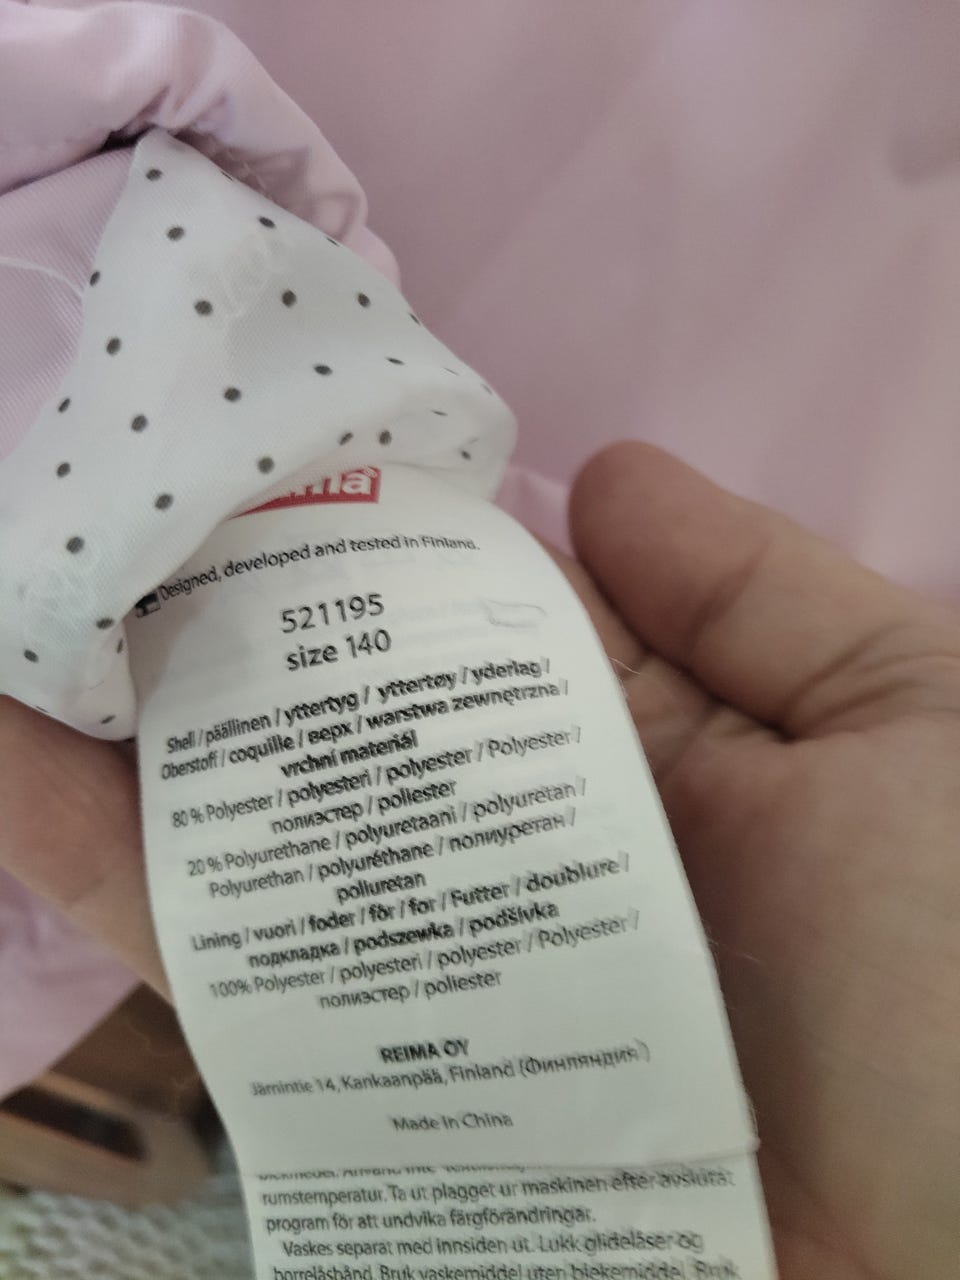 Designed, developed and tested in Finland.
521195
size 140
Shell / päällinen / yttertyg / yttertøy / yderlag /
Oberstoff / coquille / верх / warstwa zewnętrzna /
vrchní materiál
80 % Polyester / polyesteri / polyester / Polyester /
полиэстер / poliester
20 % Polyurethane / polyuretaani / polyuretan /
Polyurethan / polyuréthane / полиуретан /
poliuretan
Lining / vuori / foder / fôr / for / Futter / doublure /
подкладка / podszewka / podšívka
100% Polyester / polyesteri / polyester / Polyester /
полиэстер / poliester
REIMA OY
Jämintie 14, Kankaanpää, Finland (Финляндия)
Made in China
rumstemperatur. Ta ut plagget ur maskinen efter avslutat
program för att undvika färgförändringar.
Vaskes separat med innsiden ut. Lukk glidelåser og
borrelåsbånd. Bruk vaskemiddel uten blekemiddel. Bruk